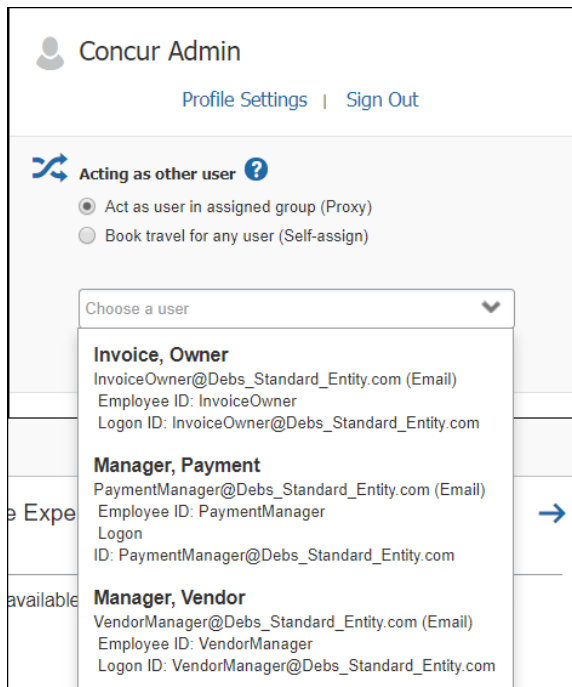 Concur Admin
Profile Settings | Sign Out
Acting as other user ?
Act as user in assigned group (Proxy)
Book travel for any user (Self-assign)
Choose a user
Invoice, Owner
InvoiceOwner@Debs_Standard_Entity.com (Email)
Employee ID: InvoiceOwner
Logon ID: InvoiceOwner@Debs_Standard_Entity.com
Manager, Payment
PaymentManager@Debs_Standard_Entity.com (Email)
e Expe
Employee ID: PaymentManager
Logon
ID: PaymentManager@Debs_Standard_Entity.com
available
Manager, Vendor
VendorManager@Debs_Standard_Entity.com (Email)
Employee ID: VendorManager
Logon ID: VendorManager@Debs_Standard_Entity.com